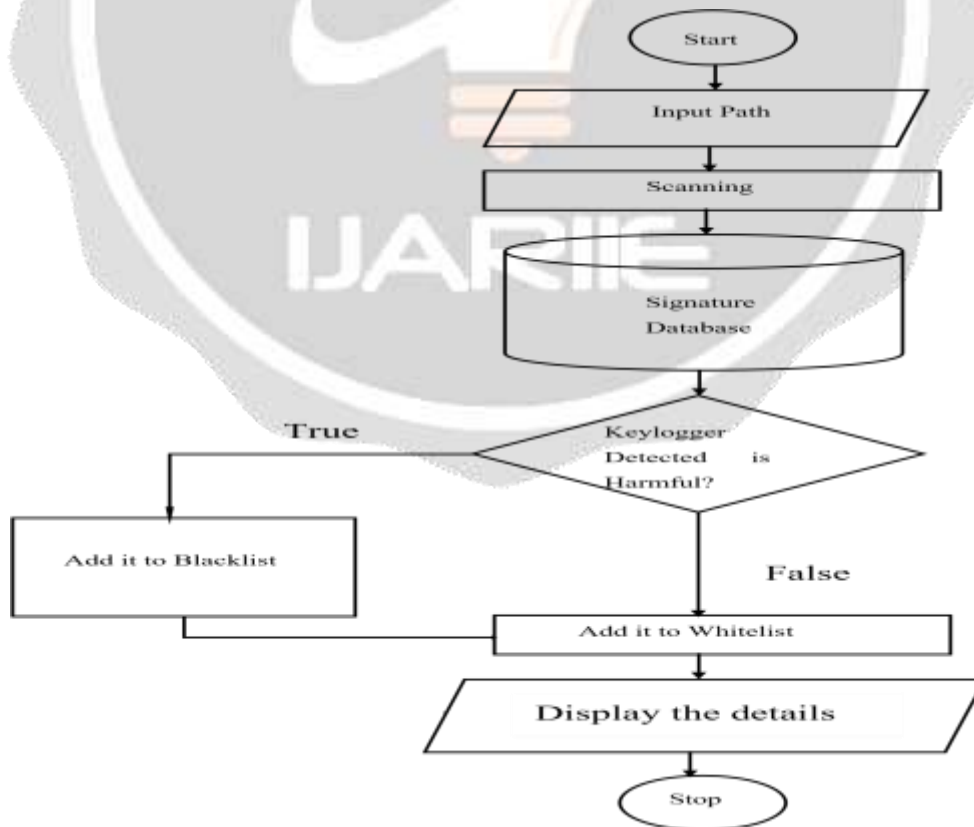 Start
Input Path
Scanning
IJARIIE
Signature
Database
True
Keylogger
Detected is
Harmful?
Add it to Blacklist
False
Add it to Whitelist
Display the details
Stop